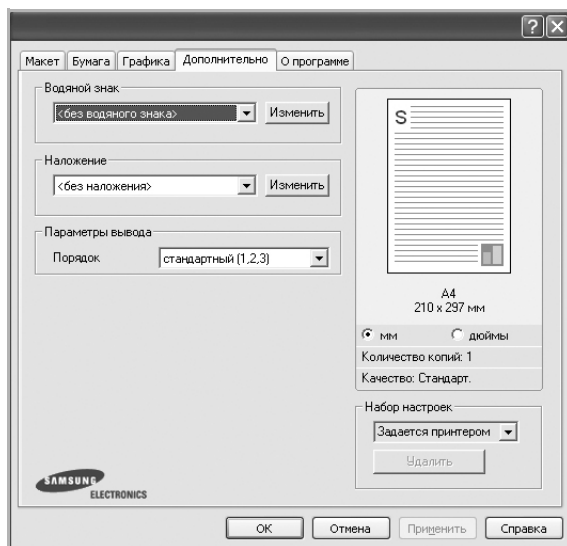 Макет Бумага Графика Дополнительно О программе
Водяной знак
<без водяного знака> Изменить
Наложение
<без наложения> Изменить
Параметры вывода
Порядок стандартный (1,2,3)
S
A4
210 x 297 мм
мм дюймы
Количество копий: 1
Качество: Стандарт.
Набор настроек
Задается принтером
Удалить
SAMSUNG
ELECTRONICS
OK Отмена Применить Справка